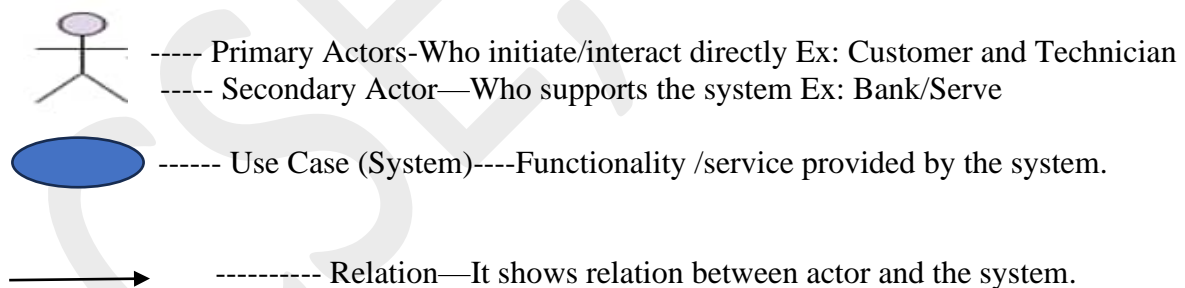 ----- Primary Actors-Who initiate/interact directly Ex: Customer and Technician
----- Secondary Actor—Who supports the system Ex: Bank/Serve
------ Use Case (System)----Functionality /service provided by the system.
---------- Relation—It shows relation between actor and the system.